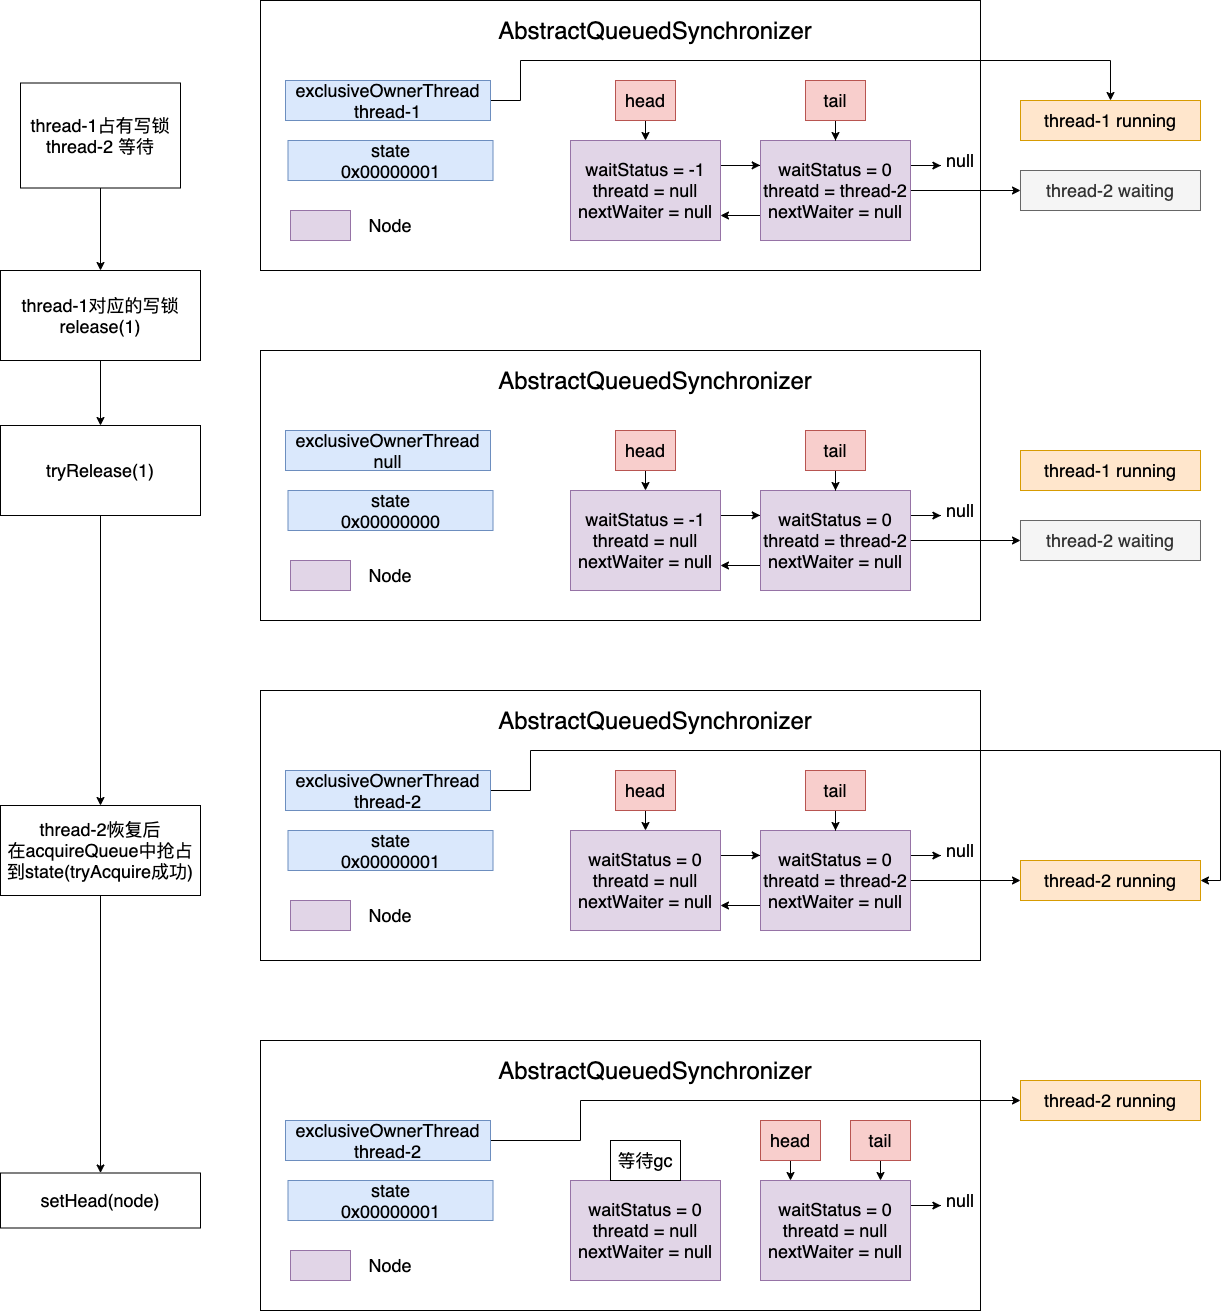 thread-1占有写锁
thread-2 等待
thread-1对应的写锁
release(1)
tryRelease(1)
thread-2恢复后
在acquireQueue中抢占
到state(tryAcquire成功)
setHead(node)
AbstractQueuedSynchronizer
exclusiveOwnerThread
thread-1
state
0x00000001
Node
head
tail
waitStatus = -1
threatd = null
nextWaiter = null
waitStatus = 0
threatd = thread-2
nextWaiter = null
null
thread-1 running
thread-2 waiting
AbstractQueuedSynchronizer
exclusiveOwnerThread
null
state
0x00000000
Node
head
tail
waitStatus = -1
threatd = null
nextWaiter = null
waitStatus = 0
threatd = thread-2
nextWaiter = null
null
thread-1 running
thread-2 waiting
AbstractQueuedSynchronizer
exclusiveOwnerThread
thread-2
state
0x00000001
Node
head
tail
waitStatus = 0
threatd = null
nextWaiter = null
waitStatus = 0
threatd = thread-2
nextWaiter = null
null
thread-2 running
AbstractQueuedSynchronizer
exclusiveOwnerThread
thread-2
state
0x00000001
Node
等待gc
head
tail
waitStatus = 0
threatd = null
nextWaiter = null
waitStatus = 0
threatd = null
nextWaiter = null
null
thread-2 running